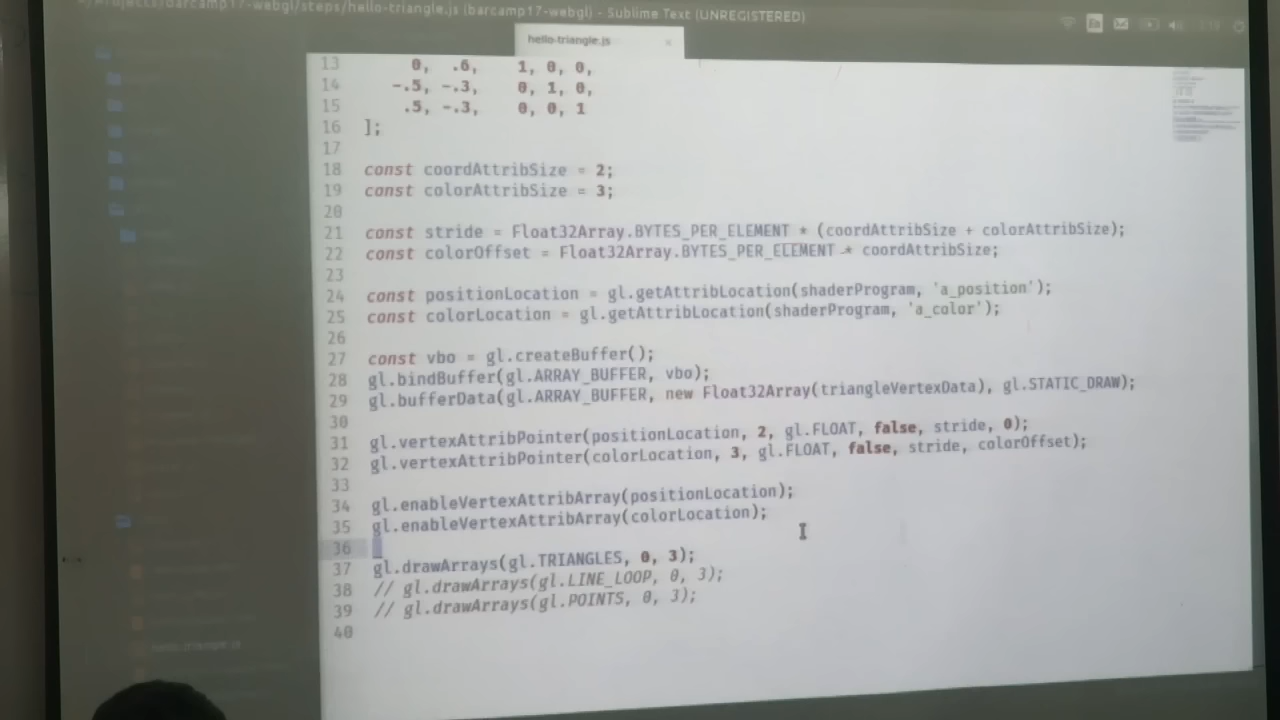 ~/Projects/barcamp17-webgl/steps/hello-triangle.js (barcamp17-webgl) - Sublime Text (UNREGISTERED)
hello-triangle.js ×
13 0, .6, 1, 0, 0,
14 -.5, -.3, 0, 1, 0,
15 .5, -.3, 0, 0, 1
16 ];
17
18 const coordAttribSize = 2;
19 const colorAttribSize = 3;
20
21 const stride = Float32Array.BYTES_PER_ELEMENT * (coordAttribSize + colorAttribSize);
22 const colorOffset = Float32Array.BYTES_PER_ELEMENT * coordAttribSize;
23
24 const positionLocation = gl.getAttribLocation(shaderProgram, 'a_position');
25 const colorLocation = gl.getAttribLocation(shaderProgram, 'a_color');
26
27 const vbo = gl.createBuffer();
28 gl.bindBuffer(gl.ARRAY_BUFFER, vbo);
29 gl.bufferData(gl.ARRAY_BUFFER, new Float32Array(triangleVertexData), gl.STATIC_DRAW);
30
31 gl.vertexAttribPointer(positionLocation, 2, gl.FLOAT, false, stride, 0);
32 gl.vertexAttribPointer(colorLocation, 3, gl.FLOAT, false, stride, colorOffset);
33
34 gl.enableVertexAttribArray(positionLocation);
35 gl.enableVertexAttribArray(colorLocation);
36
37 gl.drawArrays(gl.TRIANGLES, 0, 3);
38 // gl.drawArrays(gl.LINE_LOOP, 0, 3);
39 // gl.drawArrays(gl.POINTS, 0, 3);
40
hello-triangle.js